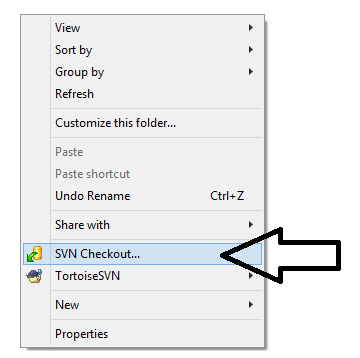 View
Sort by
Group by
Refresh
Customize this folder...
Paste
Paste shortcut
Undo Rename Ctrl+Z
Share with
SVN Checkout...
TortoiseSVN
New
Properties